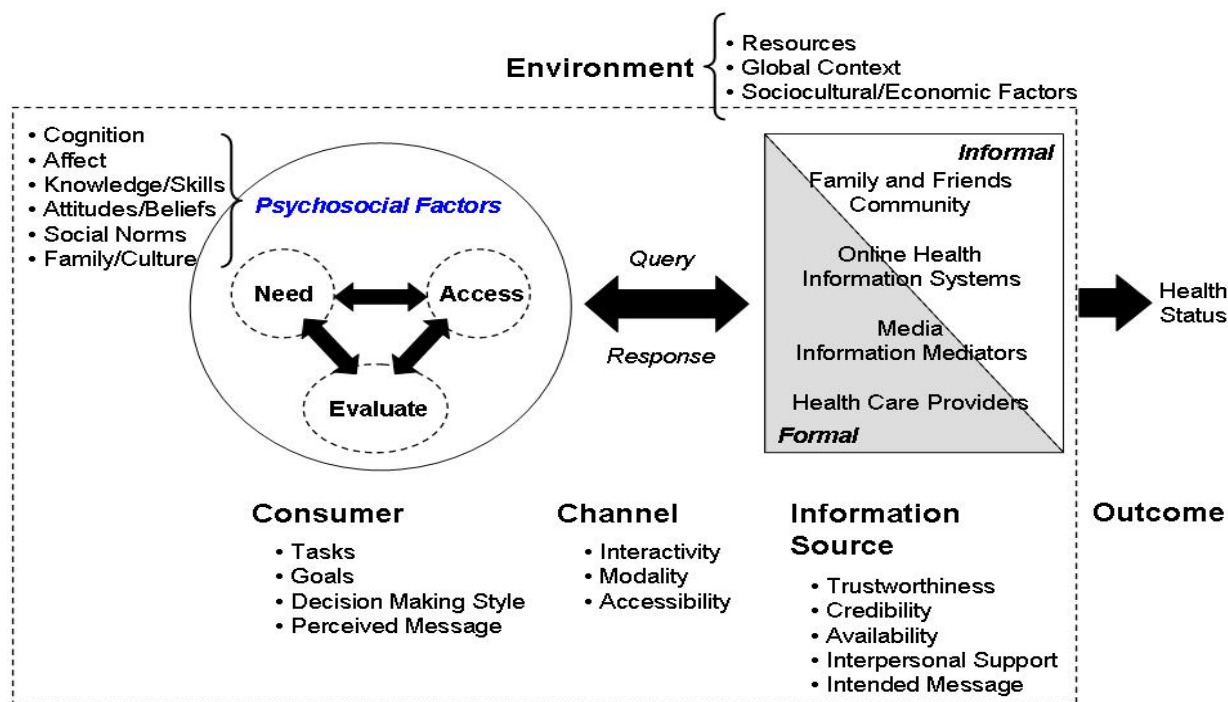 Environment
• Resources
• Global Context
• Sociocultural/Economic Factors
• Cognition
• Affect
• Knowledge/Skills
• Attitudes/Beliefs
• Social Norms
• Family/Culture
Psychosocial Factors
Need
Access
Evaluate
Query
Response
Informal
Family and Friends
Community
Online Health
Information Systems
Media
Information Mediators
Health Care Providers
Formal
Health
Status
Consumer
• Tasks
• Goals
• Decision Making Style
• Perceived Message
Channel
• Interactivity
• Modality
• Accessibility
Information
Source
• Trustworthiness
• Credibility
• Availability
• Interpersonal Support
• Intended Message
Outcome